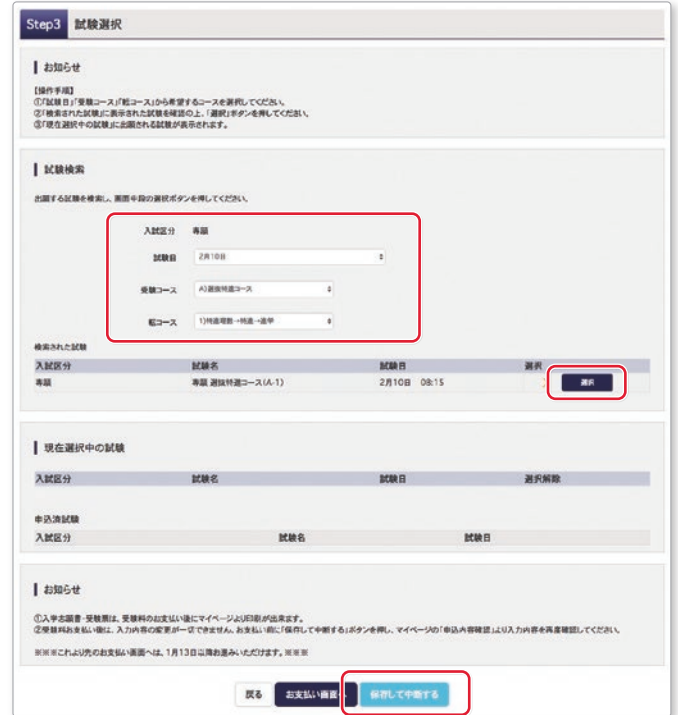 Step3 試験選択
お知らせ
【操作手順】
①「試験日」「受験コース」「転コース」から希望するコースを選択してください。
②「検索された試験」に表示された試験を確認の上、「選択」ボタンを押してください。
③「現在選択中の試験」に出願される試験が表示されます。
試験検索
出願する試験を検索し、画面中段の選択ボタンを押してください。
入試区分 専願
試験日 2月10日
受験コース A)選抜特進コース
転コース 1)特進理数→特進→進学
検索された試験
入試区分 試験名 試験日 選択
専願 専願 選抜特進コース(A-1) 2月10日 08:15 選択
現在選択中の試験
入試区分 試験名 試験日 選択解除
申込済試験
入試区分 試験名 試験日
お知らせ
①入学志願書・受験票は、受験料のお支払い後にマイページより印刷が出来ます。
②受験料お支払い後は、入力内容の変更が一切できません。お支払い前に「保存して中断する」ボタンを押し、マイページの「申込内容確認」より入力内容を再度確認してください。
※※※これより先のお支払い画面へは、1月13日以降お進みいただけます。※※※
戻る お支払い画面へ 保存して中断する